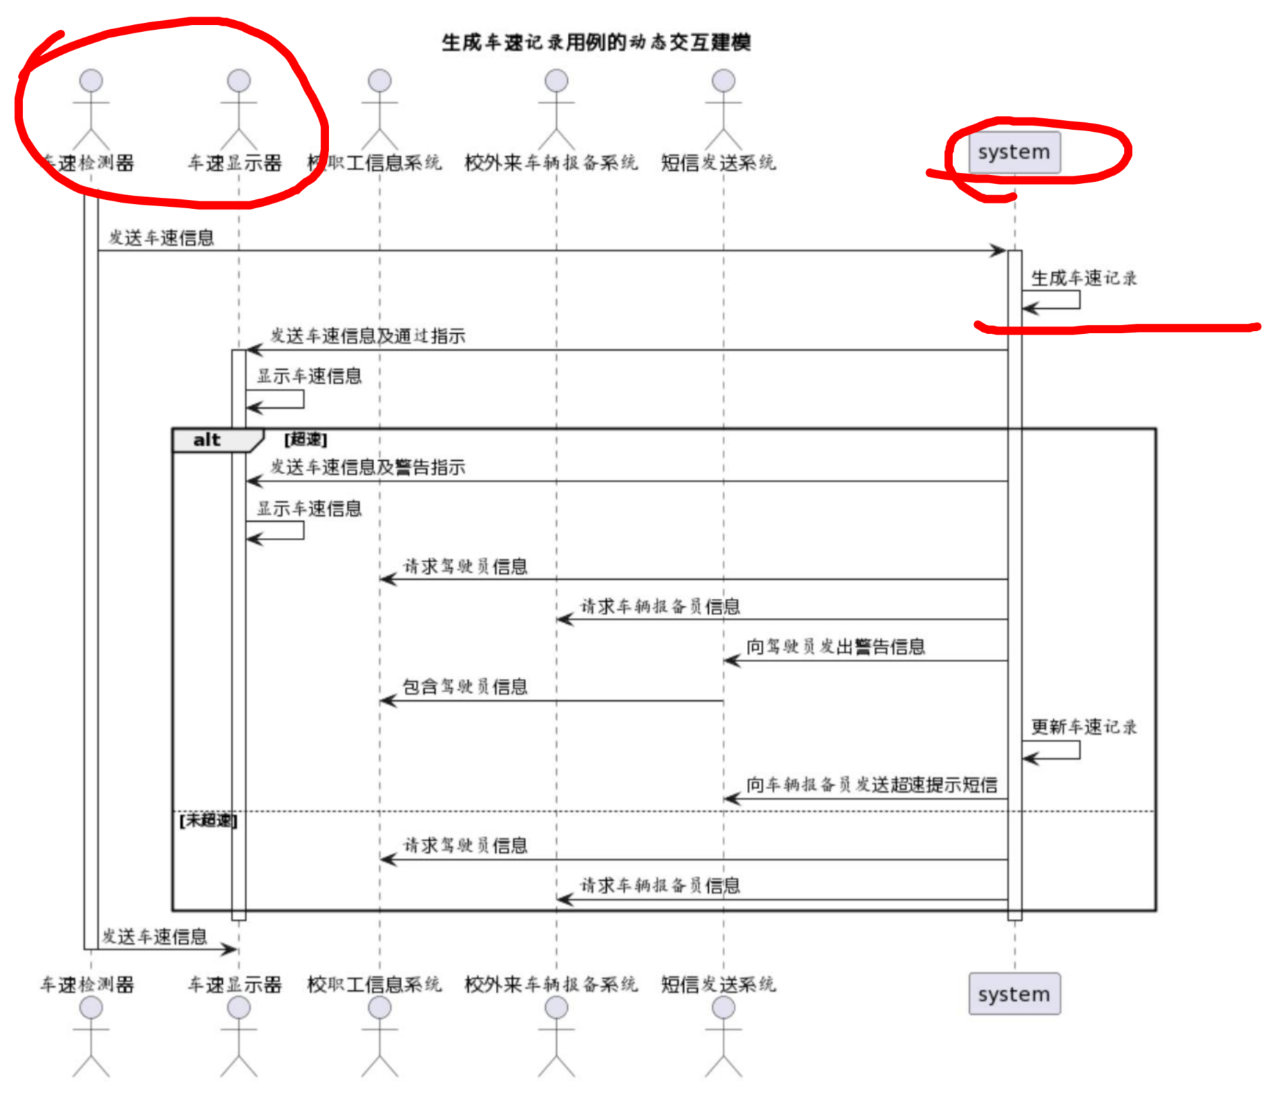 生成车速记录用例的动态交互建模
车速检测器
车速显示器
校职工信息系统
校外来车辆报备系统
短信发送系统
system
发送车速信息
生成车速记录
发送车速信息及通过指示
显示车速信息
alt [超速]
发送车速信息及警告指示
显示车速信息
请求驾驶员信息
请求车辆报备员信息
向驾驶员发出警告信息
包含驾驶员信息
更新车速记录
向车辆报备员发送超速提示短信
[未超速]
请求驾驶员信息
请求车辆报备员信息
发送车速信息
车速检测器
车速显示器
校职工信息系统
校外来车辆报备系统
短信发送系统
system